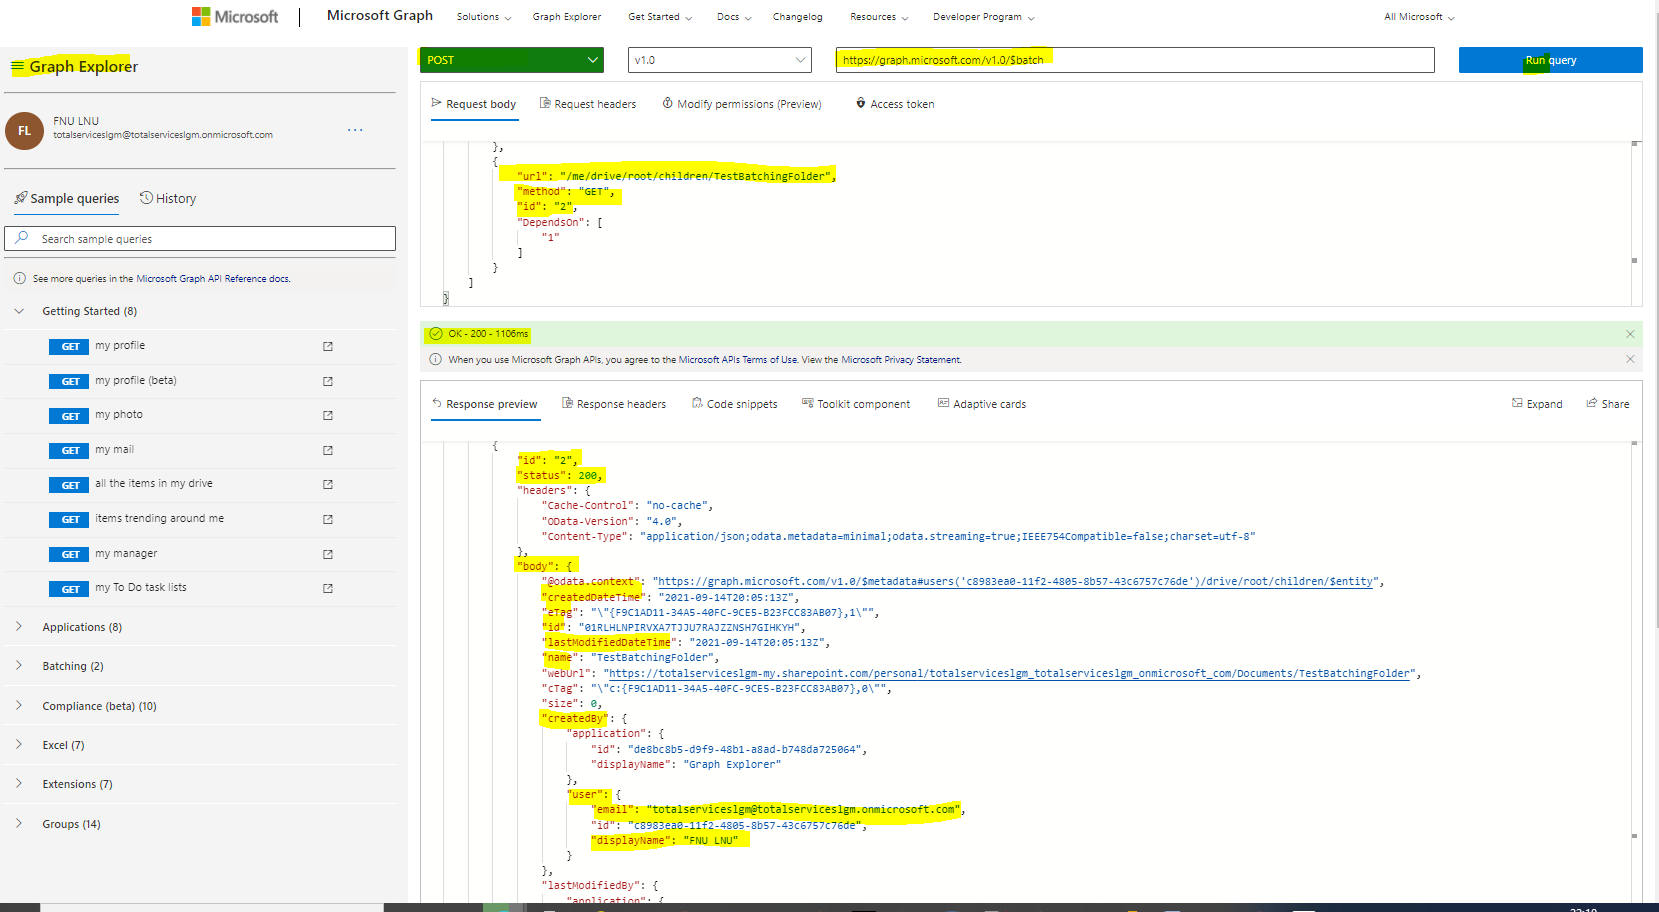 Microsoft | Microsoft Graph Solutions Graph Explorer Get Started Docs Changelog Resources Developer Program All Microsoft
Graph Explorer
FL
FNU LNU
totalserviceslgm@totalserviceslgm.onmicrosoft.com
...
Sample queries History
Search sample queries
See more queries in the Microsoft Graph API Reference docs.
Getting Started (8)
GET my profile
GET my profile (beta)
GET my photo
GET my mail
GET all the items in my drive
GET items trending around me
GET my manager
GET my To Do task lists
Applications (8)
Batching (2)
Compliance (beta) (10)
Excel (7)
Extensions (7)
Groups (14)
POST v1.0 https://graph.microsoft.com/v1.0/$batch Run query
Request body Request headers Modify permissions (Preview) Access token
},
{
"url": "/me/drive/root/children/TestBatchingFolder",
"method": "GET",
"id": "2",
"DependsOn": [
"1"
]
}
]
}
OK - 200 - 1106ms
When you use Microsoft Graph APIs, you agree to the Microsoft APIs Terms of Use. View the Microsoft Privacy Statement.
Response preview Response headers Code snippets Toolkit component Adaptive cards Expand Share
{
"id": "2",
"status": 200,
"headers": {
"Cache-Control": "no-cache",
"OData-Version": "4.0",
"Content-Type": "application/json;odata.metadata=minimal;odata.streaming=true;IEEE754Compatible=false;charset=utf-8"
},
"body": {
"@odata.context": "https://graph.microsoft.com/v1.0/$metadata#users('c8983ea0-11f2-4805-8b57-43c6757c76de')/drive/root/children/$entity",
"createdDateTime": "2021-09-14T20:05:13Z",
"eTag": "\"{F9C1AD11-34A5-40FC-9CE5-B23FCC83AB07},1\"",
"id": "01RLHLNPIRVXA7TJJU7RAJZZNSH7GIHKYH",
"lastModifiedDateTime": "2021-09-14T20:05:13Z",
"name": "TestBatchingFolder",
"webUrl": "https://totalserviceslgm-my.sharepoint.com/personal/totalserviceslgm_totalserviceslgm_onmicrosoft_com/Documents/TestBatchingFolder",
"cTag": "\"c:{F9C1AD11-34A5-40FC-9CE5-B23FCC83AB07},0\"",
"size": 0,
"createdBy": {
"application": {
"id": "de8bc8b5-d9f9-48b1-a8ad-b748da725064",
"displayName": "Graph Explorer"
},
"user": {
"email": "totalserviceslgm@totalserviceslgm.onmicrosoft.com",
"id": "c8983ea0-11f2-4805-8b57-43c6757c76de",
"displayName": "FNU LNU"
}
},
"lastModifiedBy": {
"application": {